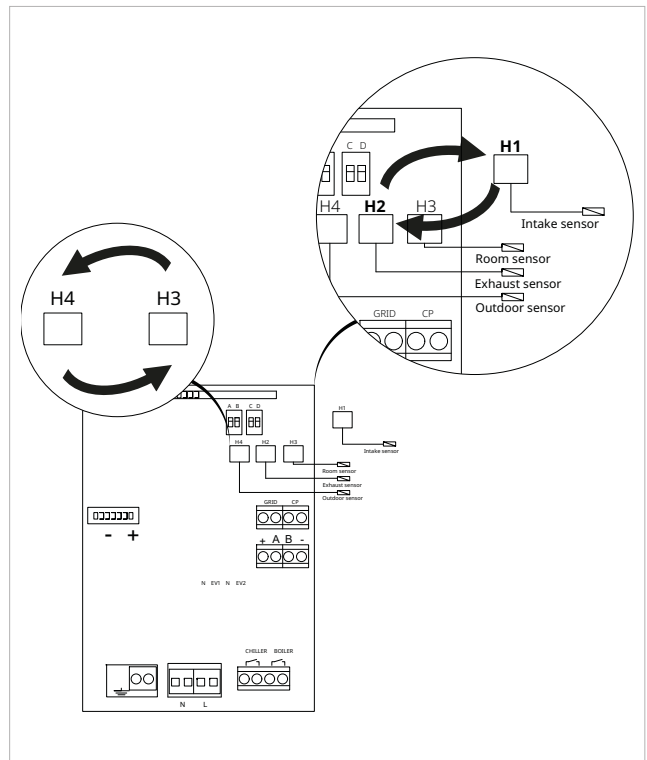 C D
H1
H4 H2 H3
Intake sensor
Room sensor
Exhaust sensor
Outdoor sensor
GRID CP
H4 H3
A B C D
H1
H4 H2 H3
Intake sensor
Room sensor
Exhaust sensor
Outdoor sensor
GRID CP
- +
+ A B -
N EV1 N EV2
CHILLER BOILER
N L